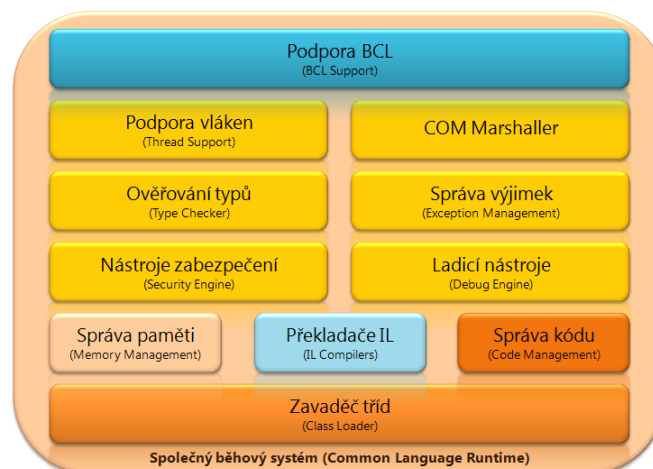 Podpora BCL
(BCL Support)
Podpora vláken
(Thread Support)
COM Marshaller
Ověřování typů
(Type Checker)
Správa výjimek
(Exception Management)
Nástroje zabezpečení
(Security Engine)
Ladicí nástroje
(Debug Engine)
Správa paměti
(Memory Management)
Překladače IL
(IL Compilers)
Správa kódu
(Code Management)
Zavaděč tříd
(Class Loader)
Společný běhový systém (Common Language Runtime)